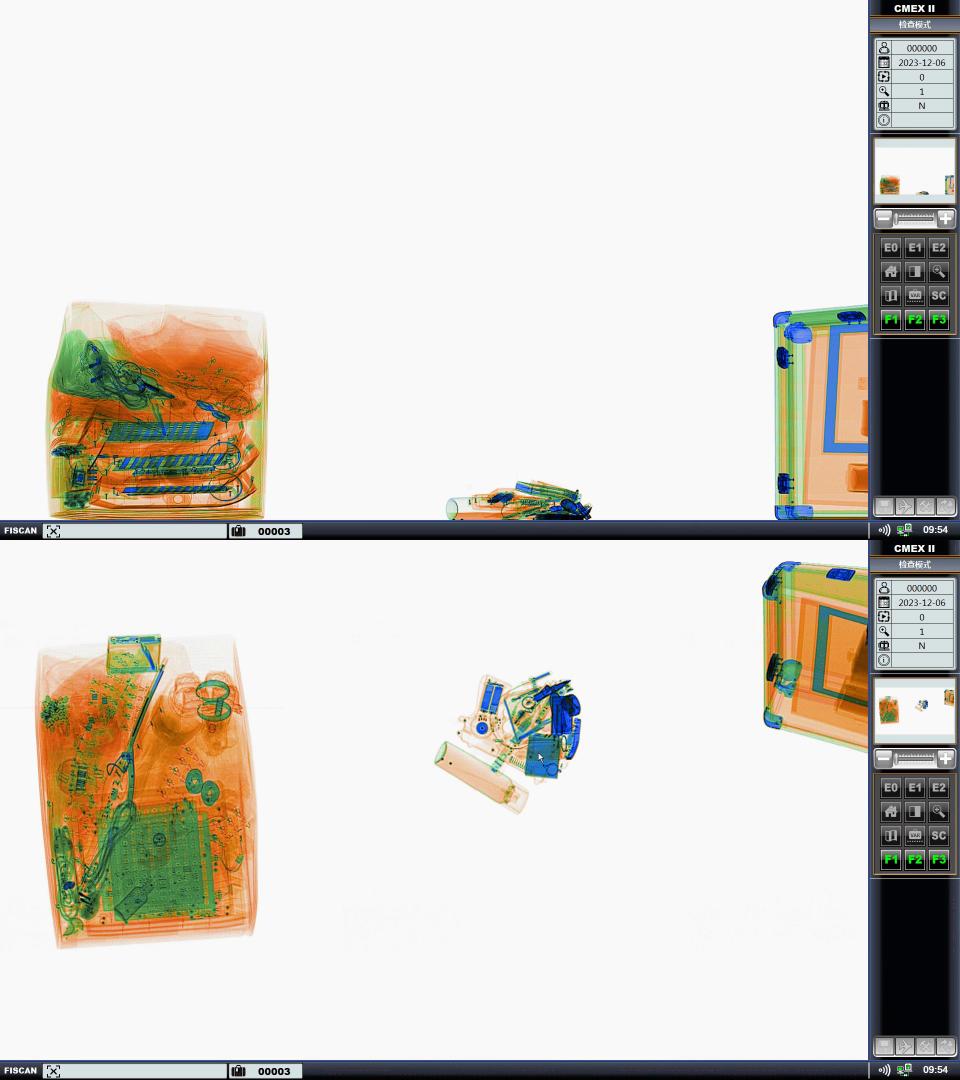 CMEX II
检查模式
000000
2023-12-06
0
1
N
E0 E1 E2
VAR SC
F1 F2 F3
FISCAN 00003 09:54
CMEX II
检查模式
000000
2023-12-06
0
1
N
E0 E1 E2
VAR SC
F1 F2 F3
FISCAN 00003 09:54